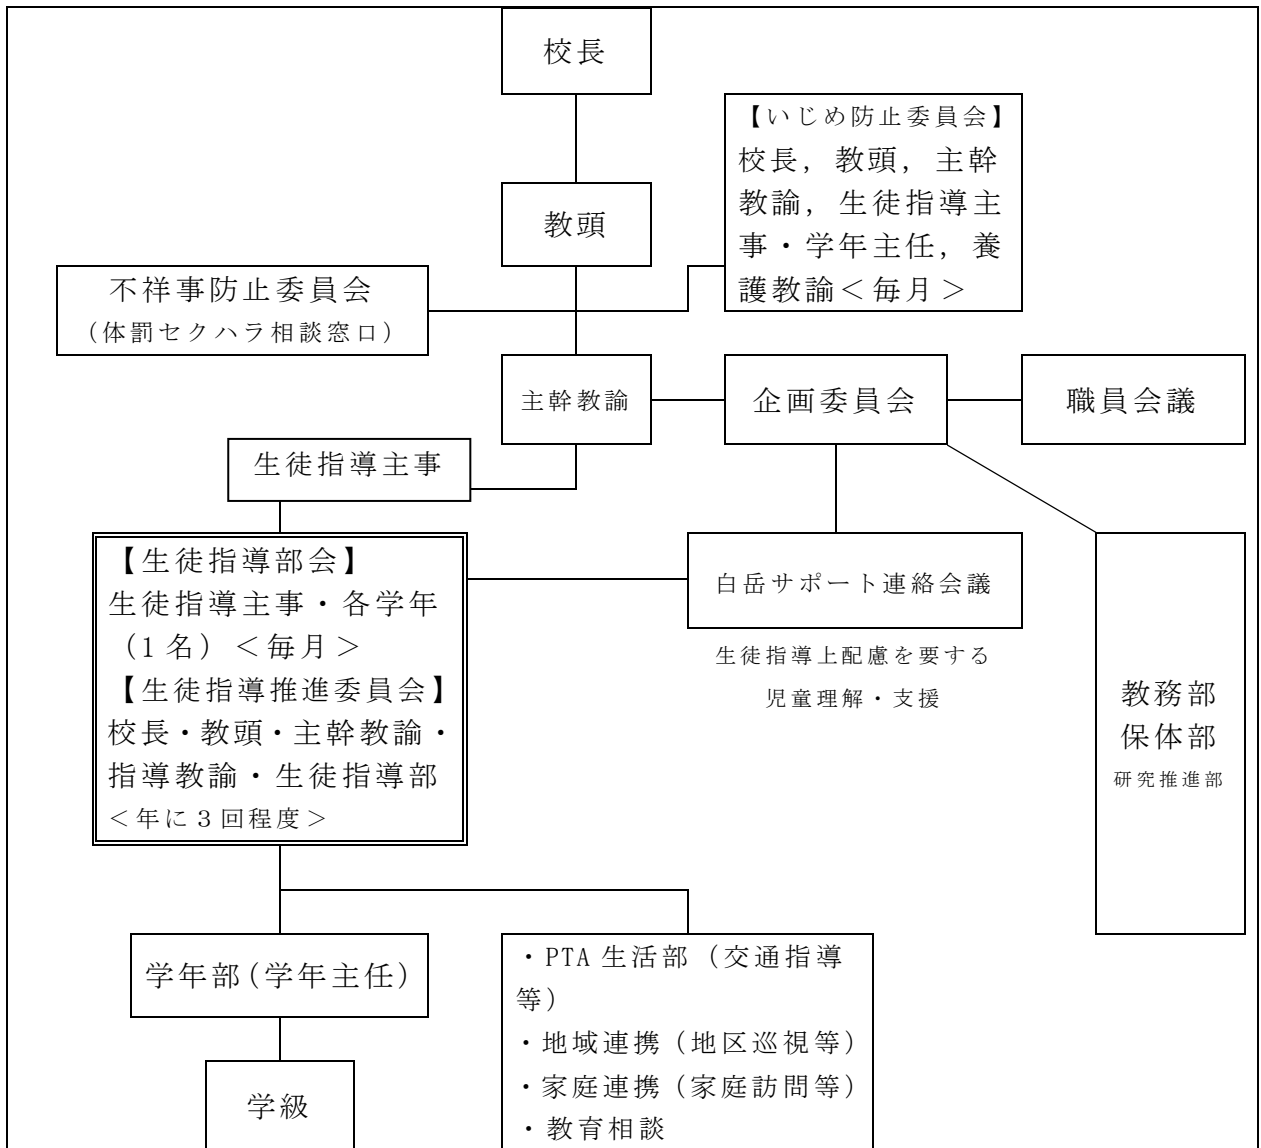 校長
【いじめ防止委員会】
校長，教頭，主幹
教諭，生徒指導主
事・学年主任，養
護教諭＜毎月＞
教頭
不祥事防止委員会
（体罰セクハラ相談窓口）
主幹教諭
企画委員会
職員会議
生徒指導主事
【生徒指導部会】
生徒指導主事・各学年
（1 名）＜毎月＞
【生徒指導推進委員会】
校長・教頭・主幹教諭・
指導教諭・生徒指導部
＜年に３回程度＞
白岳サポート連絡会議
生徒指導上配慮を要する
児童理解・支援
教務部
保体部
研究推進部
学年部（学年主任）
・PTA 生活部（交通指導
等）
・地域連携（地区巡視等）
・家庭連携（家庭訪問等）
・教育相談
学級